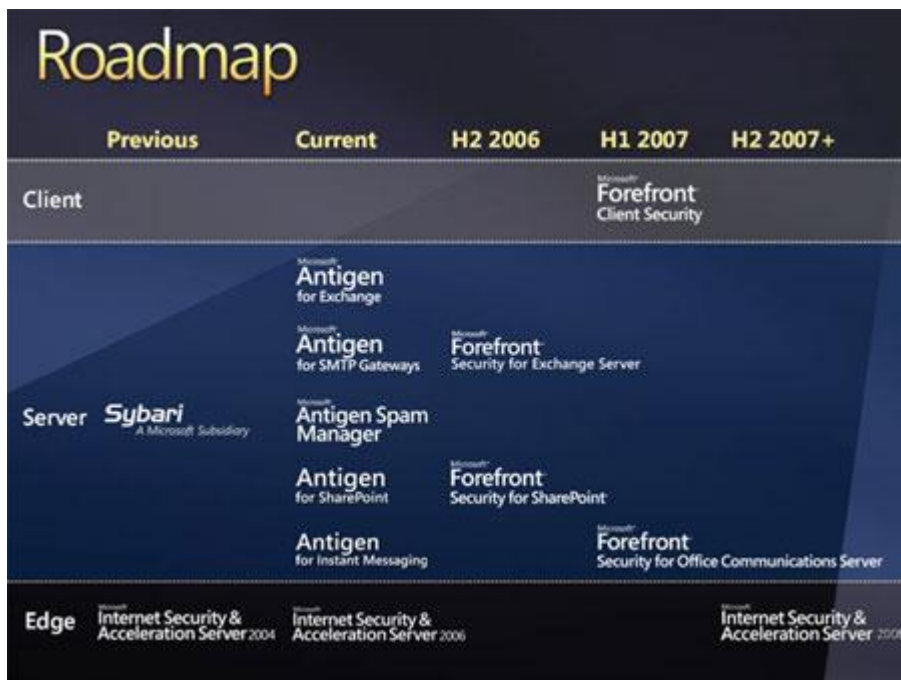 Roadmap
Previous Current H2 2006 H1 2007 H2 2007+
Client
Microsoft
Forefront
Client Security
Microsoft
Antigen
for Exchange
Microsoft
Antigen
for SMTP Gateways
Microsoft
Forefront
Security for Exchange Server
Server
Sybari
A Microsoft Subsidiary
Microsoft
Antigen Spam
Manager
Antigen
for SharePoint
Microsoft
Forefront
Security for SharePoint
Antigen
for Instant Messaging
Microsoft
Forefront
Security for Office Communications Server
Edge
Microsoft
Internet Security &
Acceleration Server 2004
Microsoft
Internet Security &
Acceleration Server 2006
Microsoft
Internet Security &
Acceleration Server